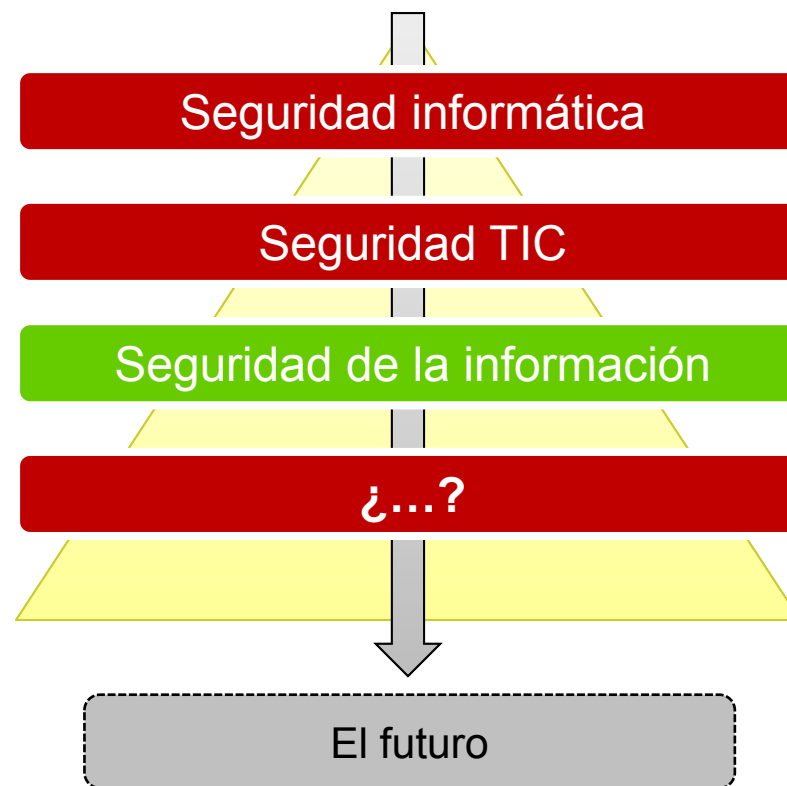 Seguridad informática
Seguridad TIC
Seguridad de la información
¿…?
El futuro